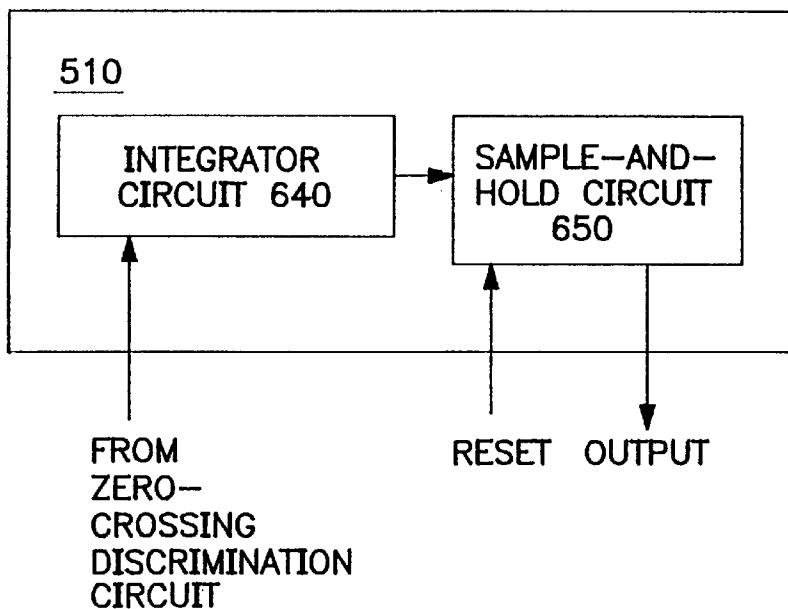 510
INTEGRATOR
CIRCUIT 640
SAMPLE-AND-
HOLD CIRCUIT
650
FROM
ZERO-
CROSSING
DISCRIMINATION
CIRCUIT
RESET
OUTPUT